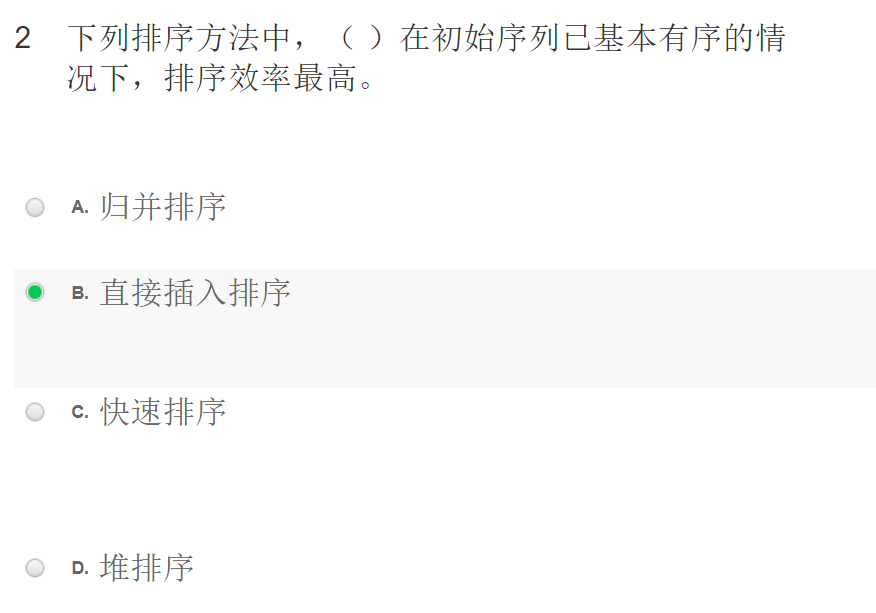 2 下列排序方法中，（ ）在初始序列已基本有序的情
况下，排序效率最高。
A. 归并排序
B. 直接插入排序
C. 快速排序
D. 堆排序